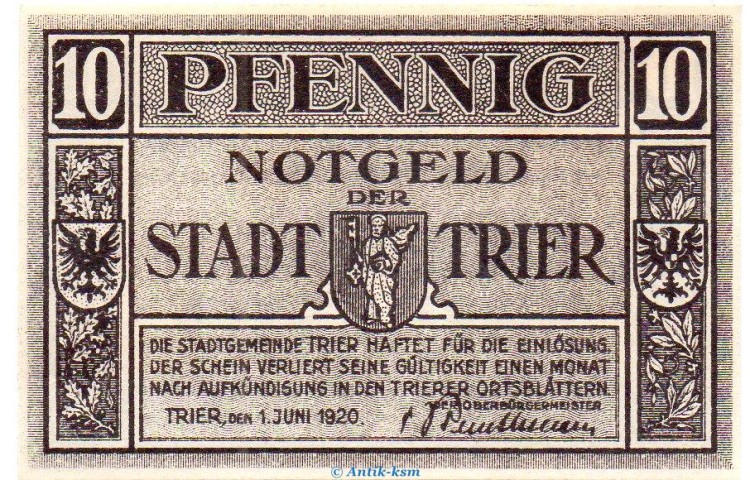 10 PFENNIG 10
NOTGELD
DER
STADT TRIER
DIE STADTGEMEINDE TRIER HAFTET FÜR DIE EINLÖSUNG.
DER SCHEIN VERLIERT SEINE GÜLTIGKEIT EINEN MONAT
NACH AUFKÜNDIGUNG IN DEN TRIERER ORTSBLÄTTERN.
DER OBERBÜRGERMEISTER
TRIER, DEN 1. JUNI 1920.
© Antik-ksm